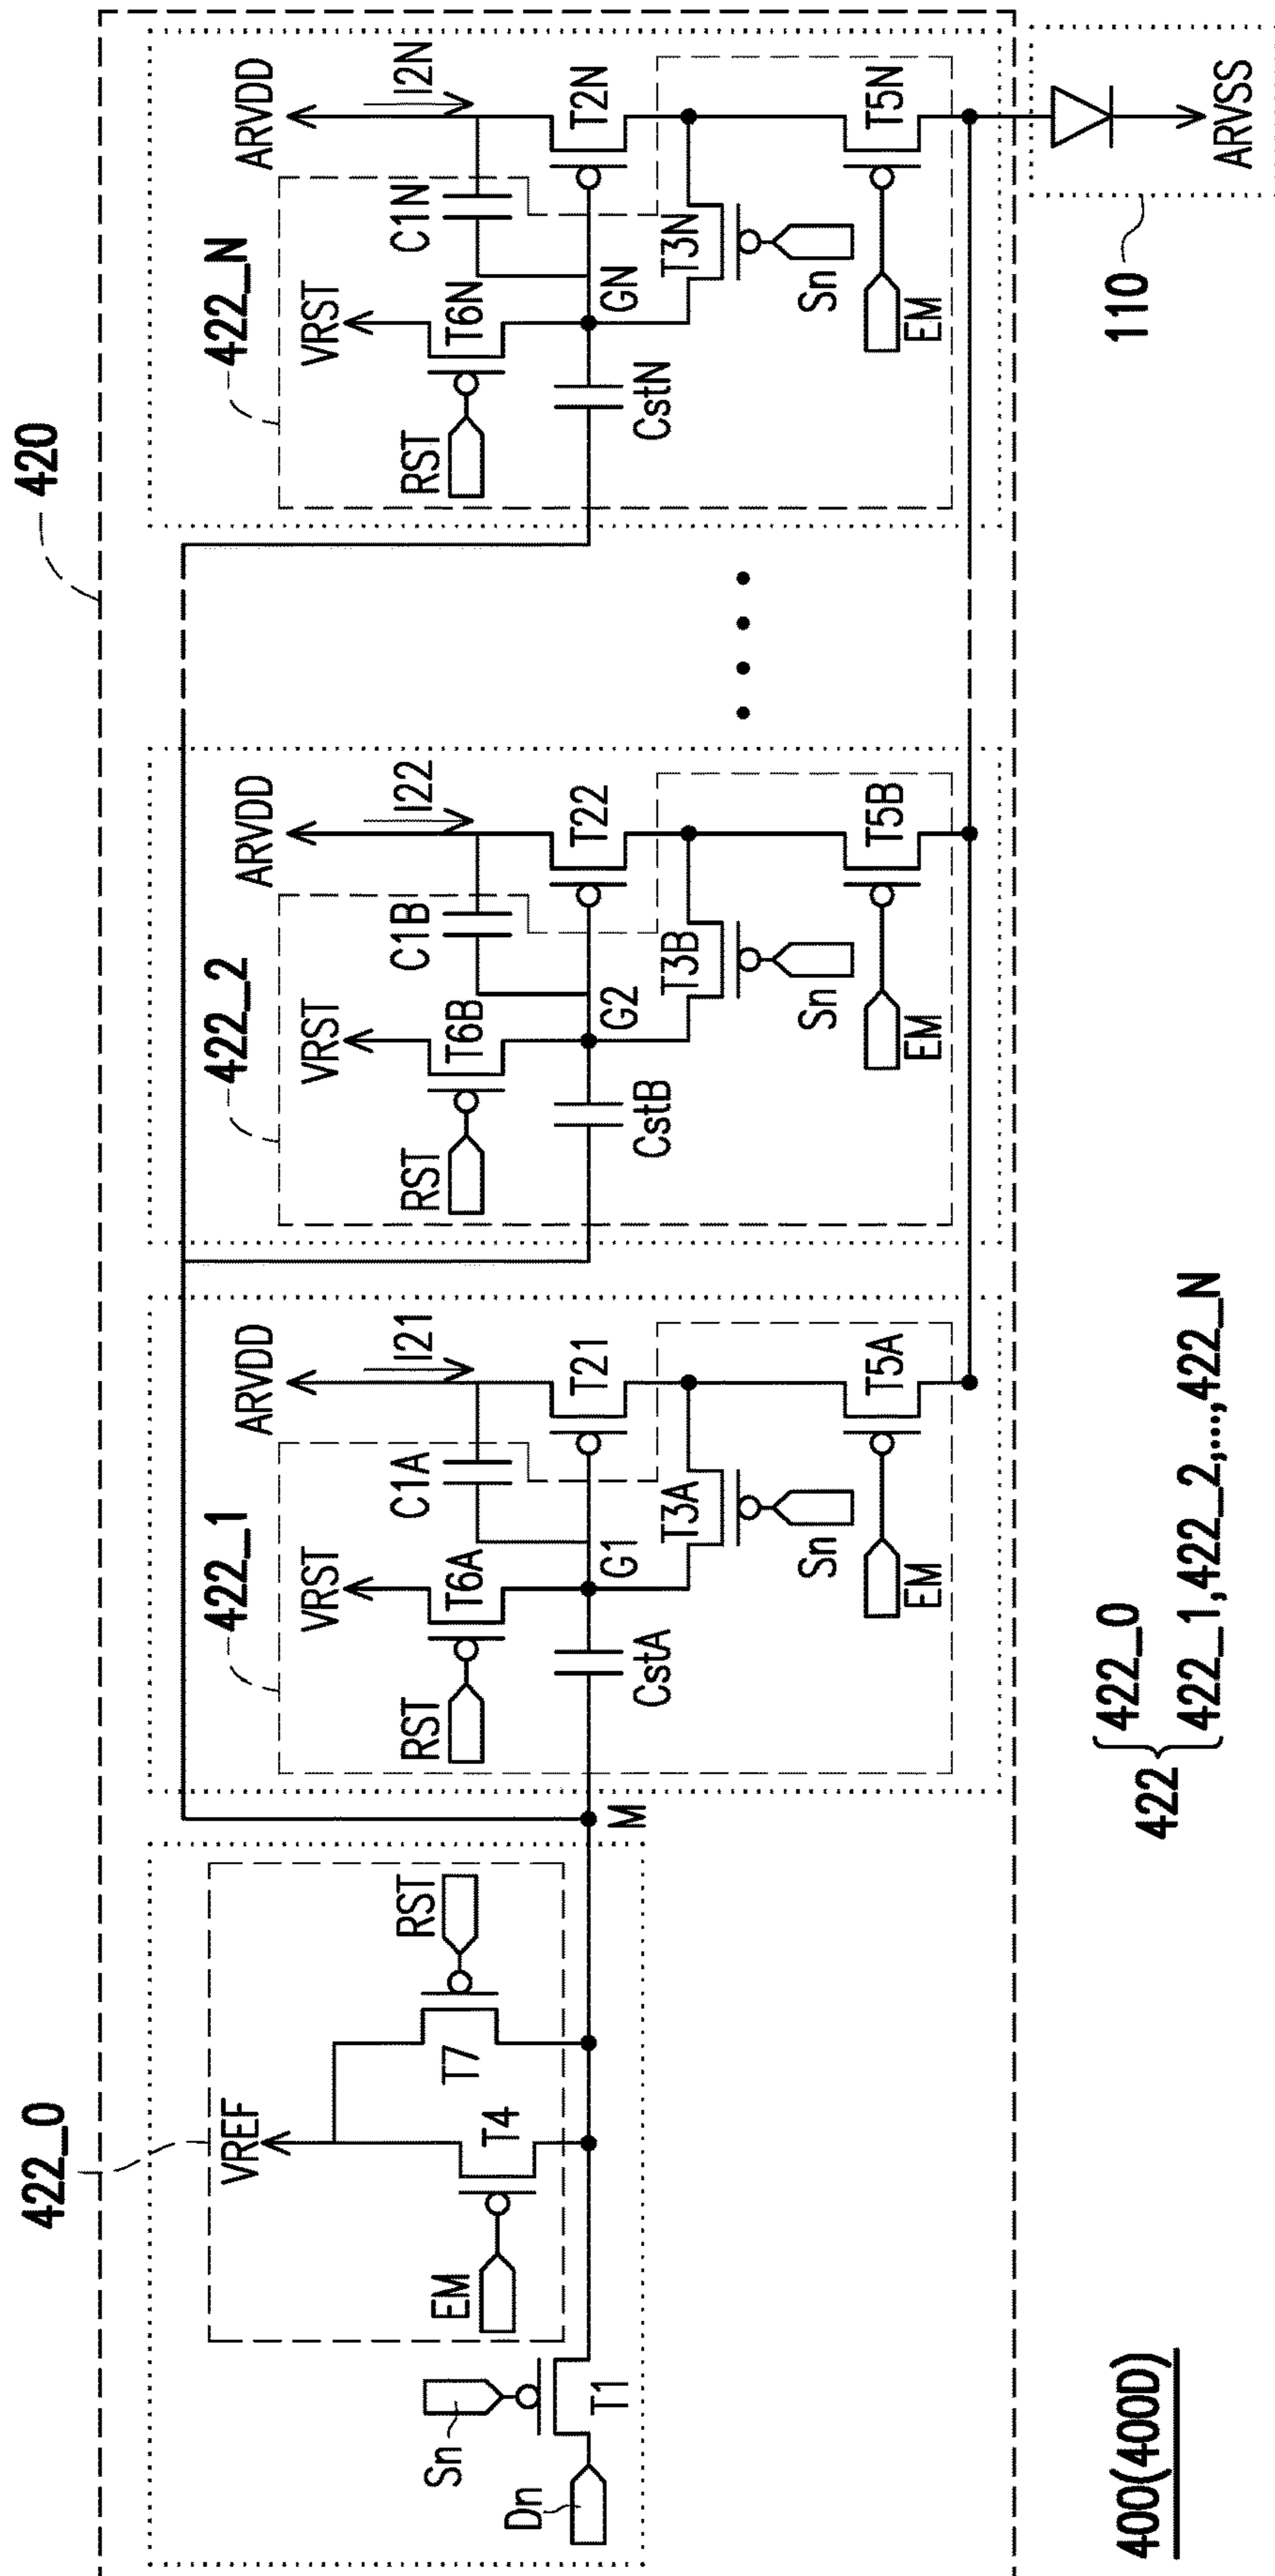 420
422_0
VREF
EM
T4
T7
RST
Sn
Dn
T1
M
422_1
VRST
RST
T6A
C1A
ARVDD
I21
T21
G1
CstA
T3A
Sn
T5A
EM
422_2
VRST
RST
T6B
C1B
ARVDD
I22
T22
G2
CstB
T3B
Sn
T5B
EM
422_N
VRST
RST
T6N
C1N
ARVDD
I2N
T2N
GN
CstN
T3N
Sn
T5N
EM
110
ARVSS
400(400D)
422
422_0
422_1,422_2,...,422_N